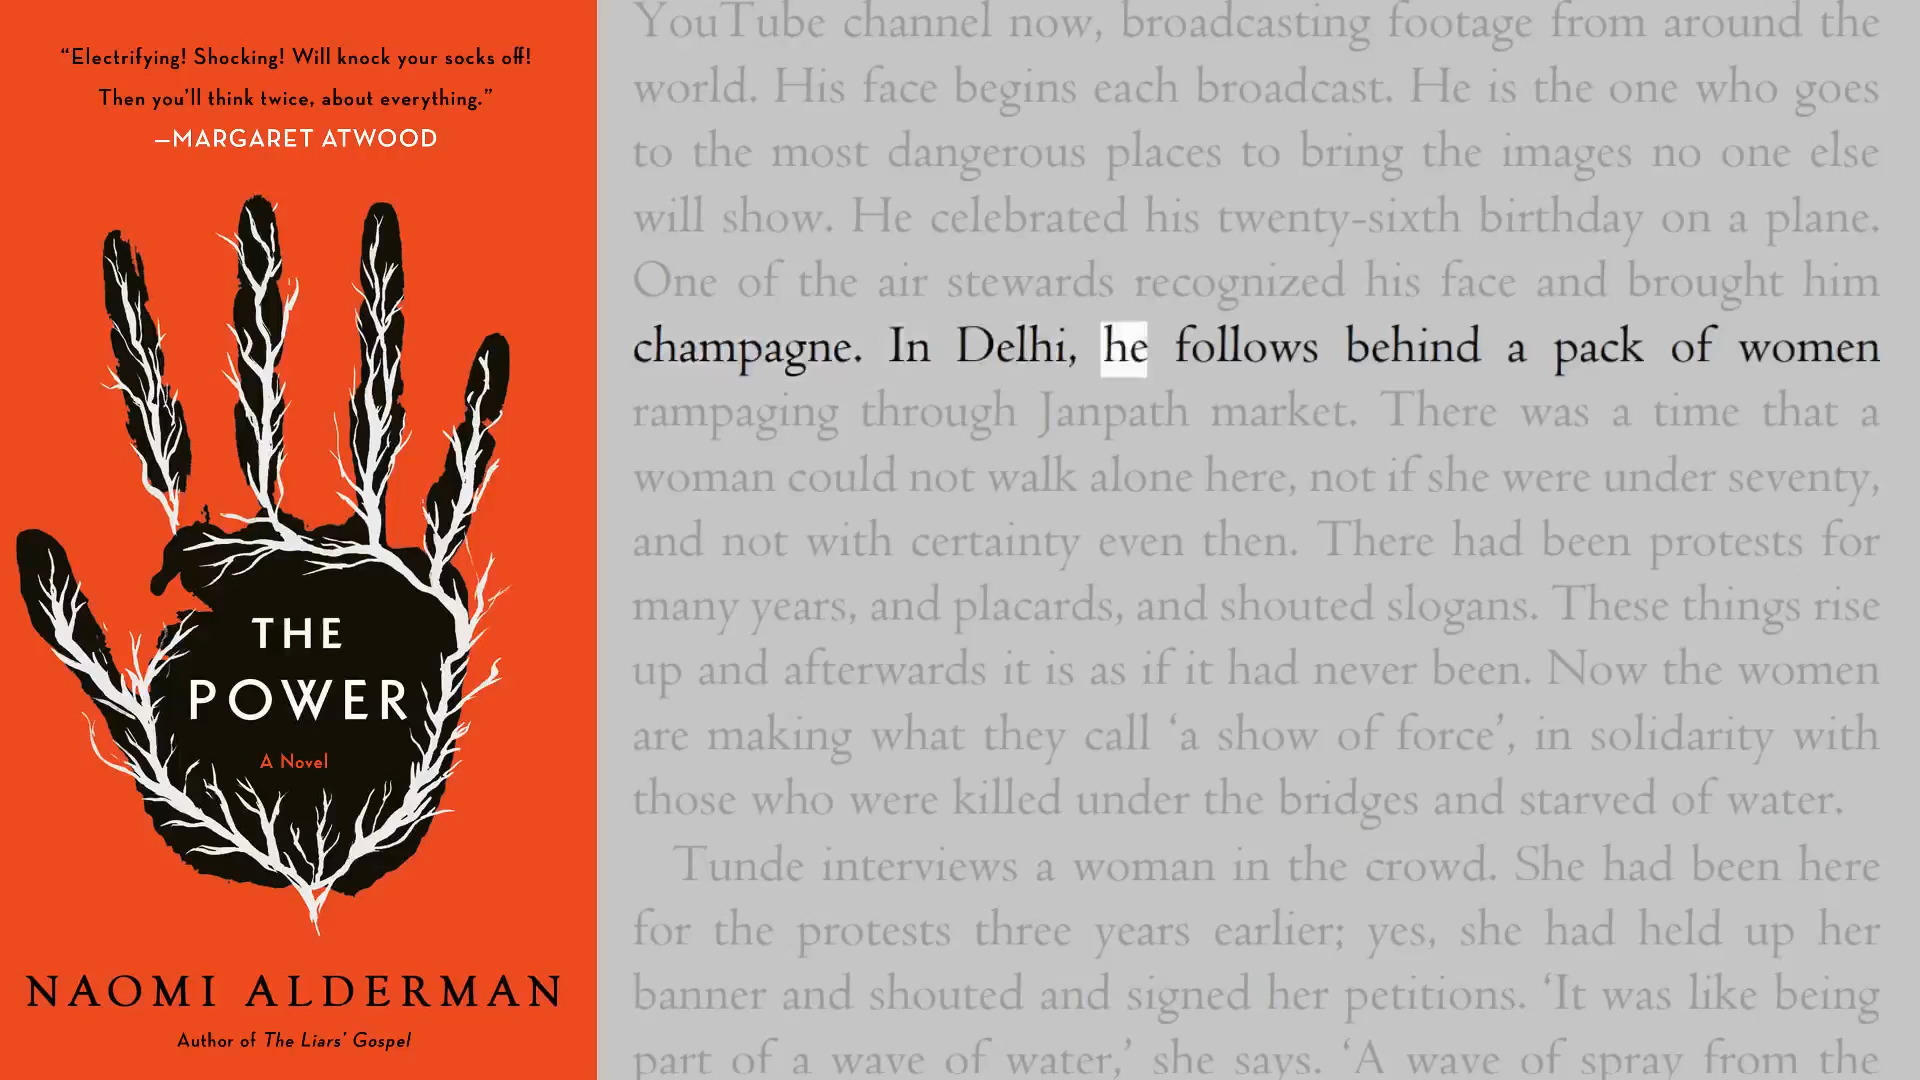 “Electrifying! Shocking! Will knock your socks off!
Then you’ll think twice, about everything.”
—MARGARET ATWOOD
THE
POWER
A Novel
NAOMI ALDERMAN
Author of The Liars’ Gospel
YouTube channel now, broadcasting footage from around the
world. His face begins each broadcast. He is the one who goes
to the most dangerous places to bring the images no one else
will show. He celebrated his twenty-sixth birthday on a plane.
One of the air stewards recognized his face and brought him
champagne. In Delhi, he follows behind a pack of women
rampaging through Janpath market. There was a time that a
woman could not walk alone here, not if she were under seventy,
and not with certainty even then. There had been protests for
many years, and placards, and shouted slogans. These things rise
up and afterwards it is as if it had never been. Now the women
are making what they call ‘a show of force’, in solidarity with
those who were killed under the bridges and starved of water.
Tunde interviews a woman in the crowd. She had been here
for the protests three years earlier; yes, she had held up her
banner and shouted and signed her petitions. ‘It was like being
part of a wave of water,’ she says. ‘A wave of spray from the